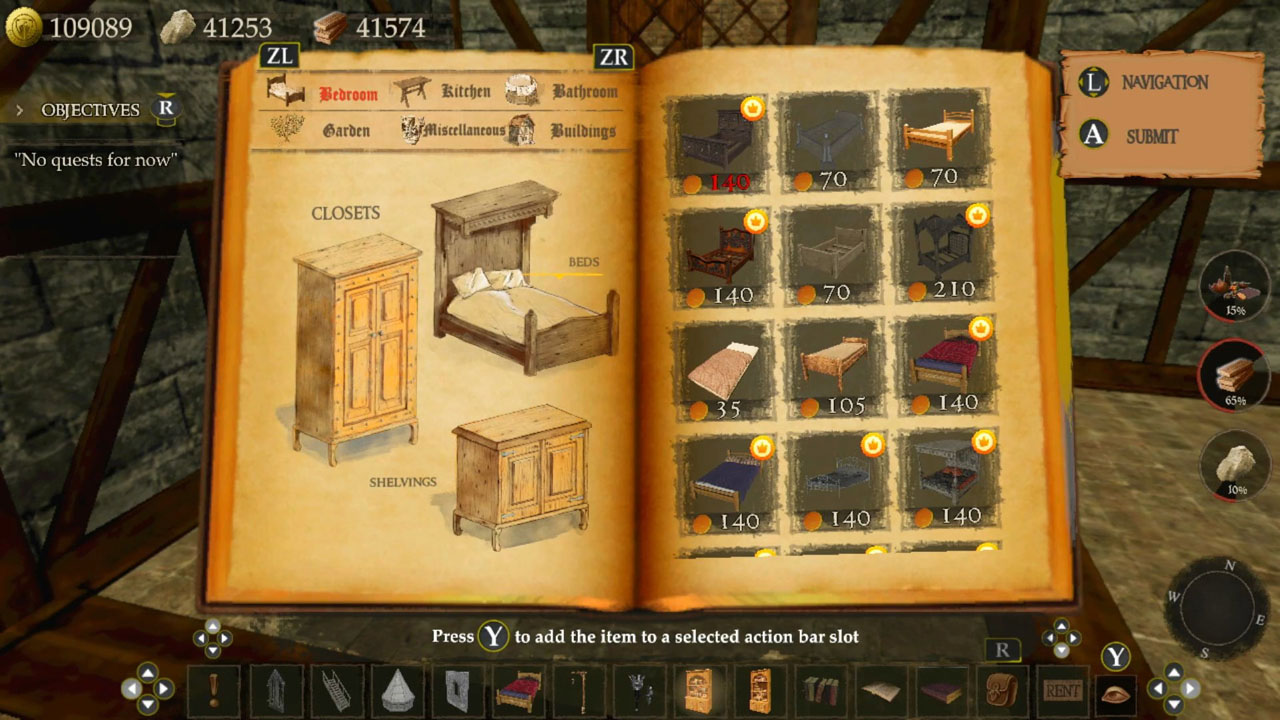 109089 41253 41574
ZL ZR
OBJECTIVES R
"No quests for now"
Bedroom Kitchen Bathroom
Garden Miscellaneous Buildings
CLOSETS
BEDS
SHELVINGS
140 70 70
140 70 210
35 105 140
140 140 140
L NAVIGATION
A SUBMIT
15%
65%
10%
N
W E
S
Press Y to add the item to a selected action bar slot
R
Y
RENT